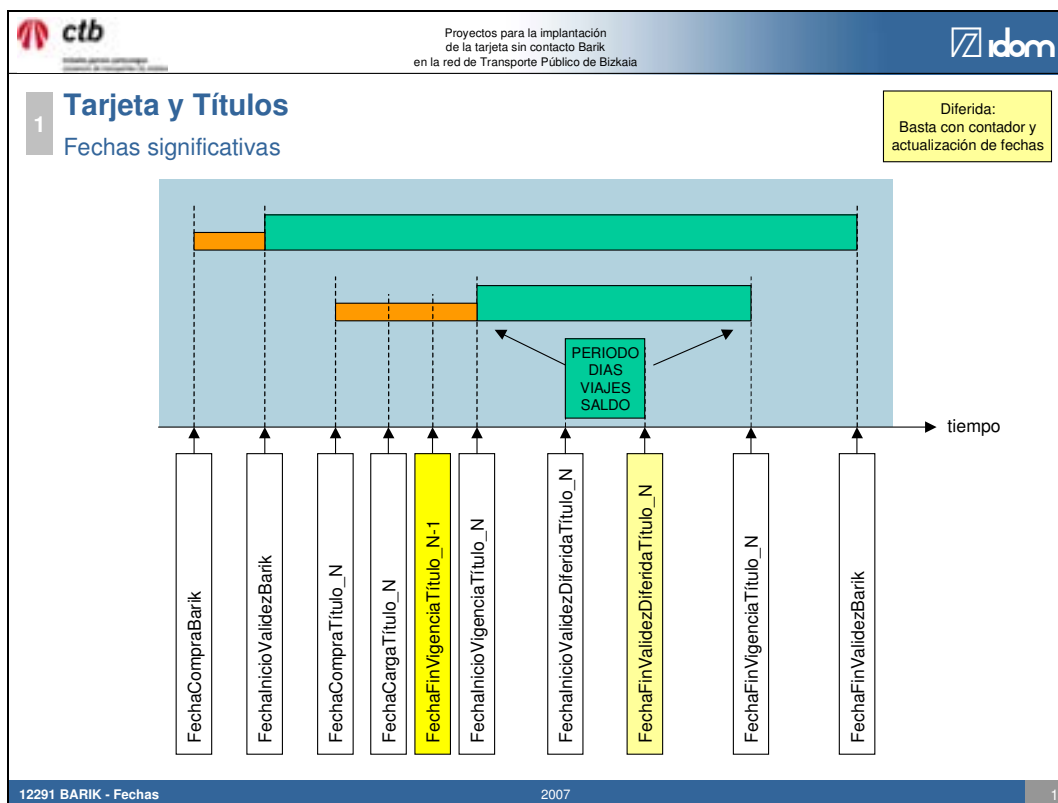 ctb
Proyectos para la implantación
de la tarjeta sin contacto Barik
en la red de Transporte Público de Bizkaia
idom
1
Tarjeta y Títulos
Fechas significativas
Diferida:
Basta con contador y
actualización de fechas
PERIODO
DIAS
VIAJES
SALDO
tiempo
FechaCompraBarik
FechaInicioValidezBarik
FechaCompraTítulo_N
FechaCargaTítulo_N
FechaFinVigenciaTítulo_N-1
FechaInicioVigenciaTítulo_N
FechaInicioValidezDiferidaTítulo_N
FechaFinValidezDiferidaTítulo_N
FechaFinVigenciaTítulo_N
FechaFinValidezBarik
12291 BARIK - Fechas
2007
1